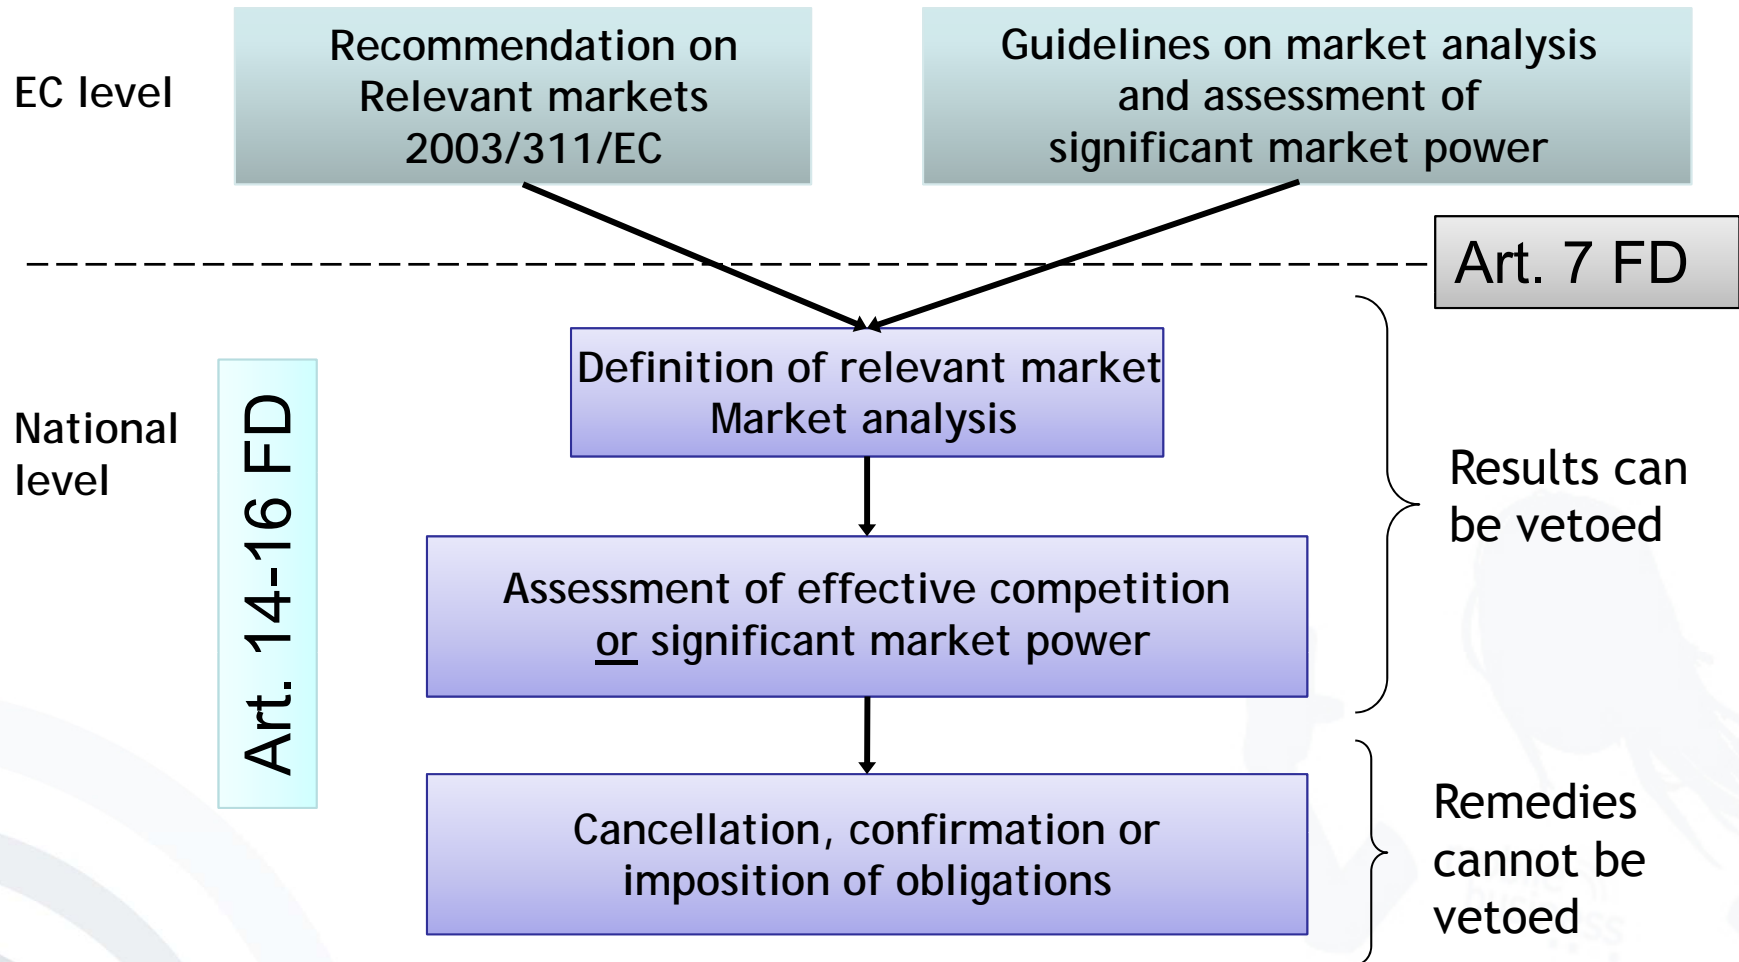 EC level
Recommendation on
Relevant markets
2003/311/EC
Guidelines on market analysis
and assessment of
significant market power
Art. 7 FD
National
level
Art. 14-16 FD
Definition of relevant market
Market analysis
Assessment of effective competition
or significant market power
Cancellation, confirmation or
imposition of obligations
Results can
be vetoed
Remedies
cannot be
vetoed